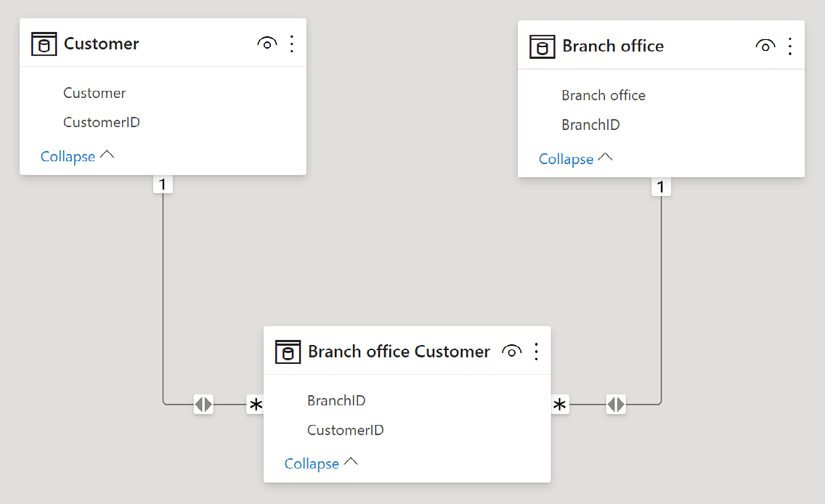 Customer
Customer
CustomerID
Collapse
1
Branch office
Branch office
BranchID
Collapse
1
Branch office Customer
BranchID
CustomerID
Collapse
*
*